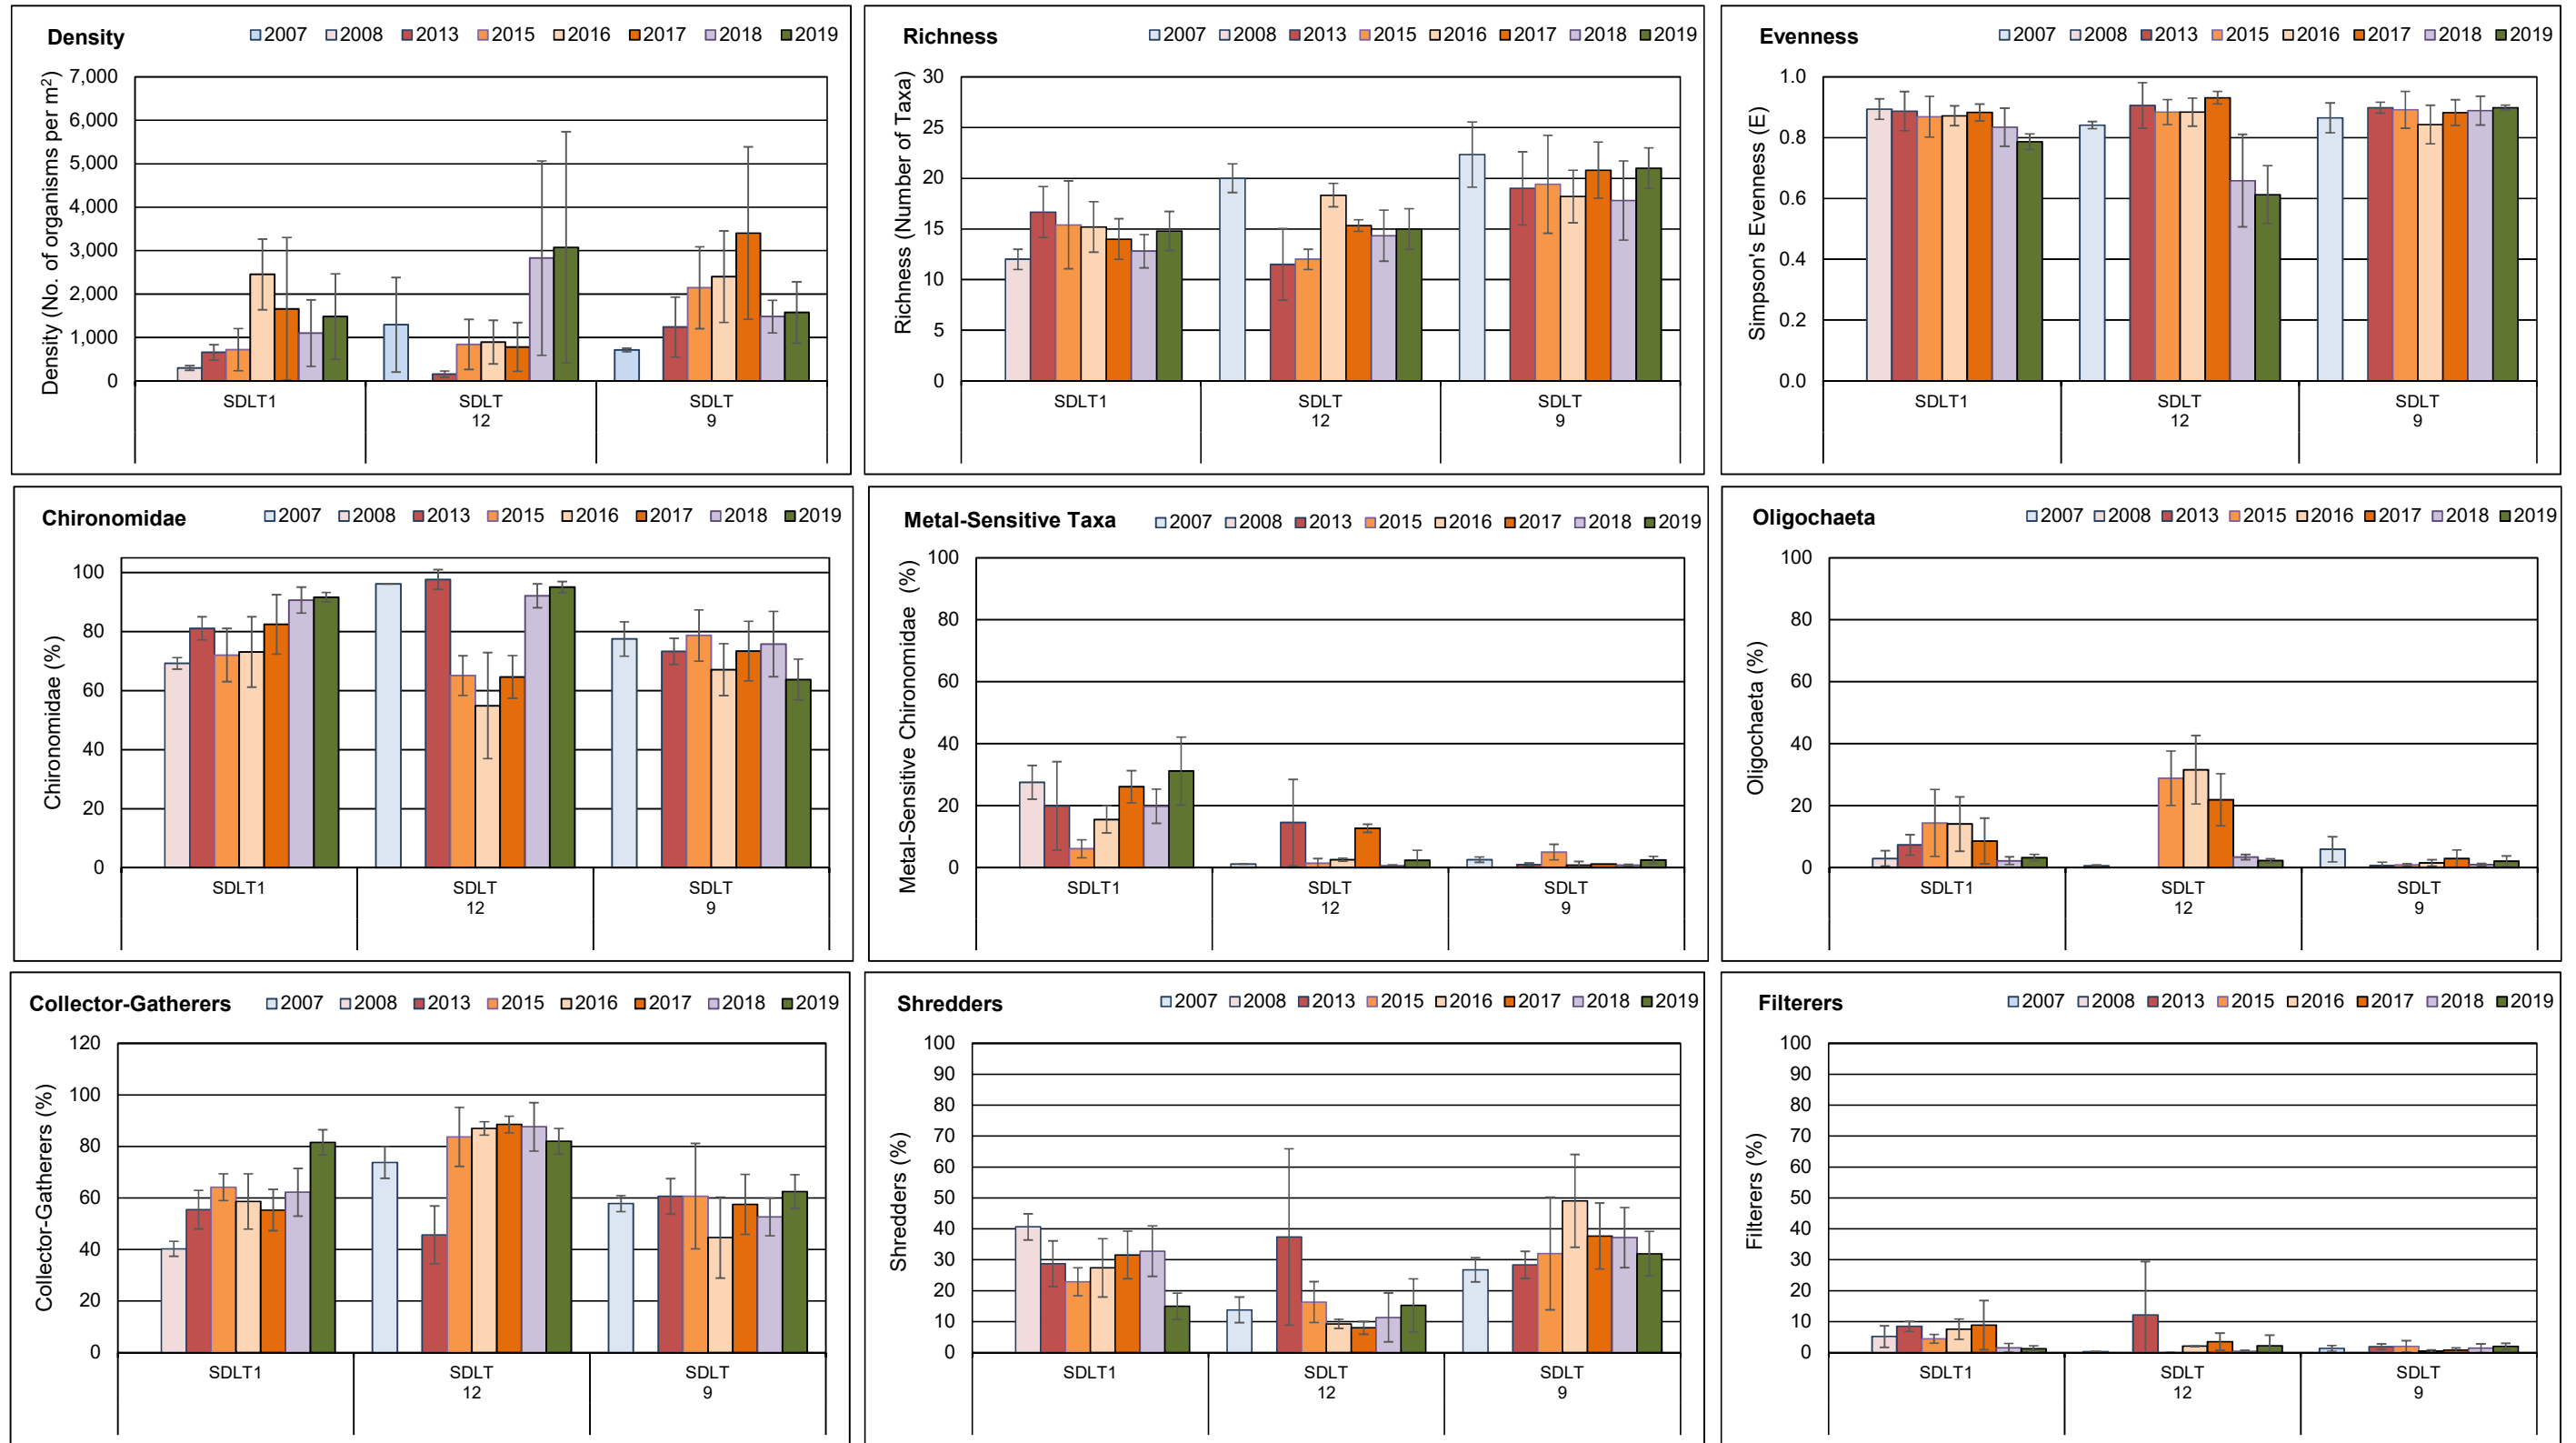 Density 2007 2008 2013 2015 2016 2017 2018 2019
Density (No. of organisms per m²)
7,000
6,000
5,000
4,000
3,000
2,000
1,000
0
SDLT1 SDLT SDLT
12 9
Richness 2007 2008 2013 2015 2016 2017 2018 2019
Richness (Number of Taxa)
30
25
20
15
10
5
0
SDLT1 SDLT SDLT
12 9
Evenness 2007 2008 2013 2015 2016 2017 2018 2019
Simpson's Evenness (E)
1.0
0.8
0.6
0.4
0.2
0.0
SDLT1 SDLT SDLT
12 9
Chironomidae 2007 2008 2013 2015 2016 2017 2018 2019
Chironomidae (%)
100
80
60
40
20
0
SDLT1 SDLT SDLT
12 9
Metal-Sensitive Taxa 2007 2008 2013 2015 2016 2017 2018 2019
Metal-Sensitive Chironomidae (%)
100
80
60
40
20
0
SDLT1 SDLT SDLT
12 9
Oligochaeta 2007 2008 2013 2015 2016 2017 2018 2019
Oligochaeta (%)
100
80
60
40
20
0
SDLT1 SDLT SDLT
12 9
Collector-Gatherers 2007 2008 2013 2015 2016 2017 2018 2019
Collector-Gatherers (%)
120
100
80
60
40
20
0
SDLT1 SDLT SDLT
12 9
Shredders 2007 2008 2013 2015 2016 2017 2018 2019
Shredders (%)
100
90
80
70
60
50
40
30
20
10
0
SDLT1 SDLT SDLT
12 9
Filterers 2007 2008 2013 2015 2016 2017 2018 2019
Filterers (%)
100
90
80
70
60
50
40
30
20
10
0
SDLT1 SDLT SDLT
12 9